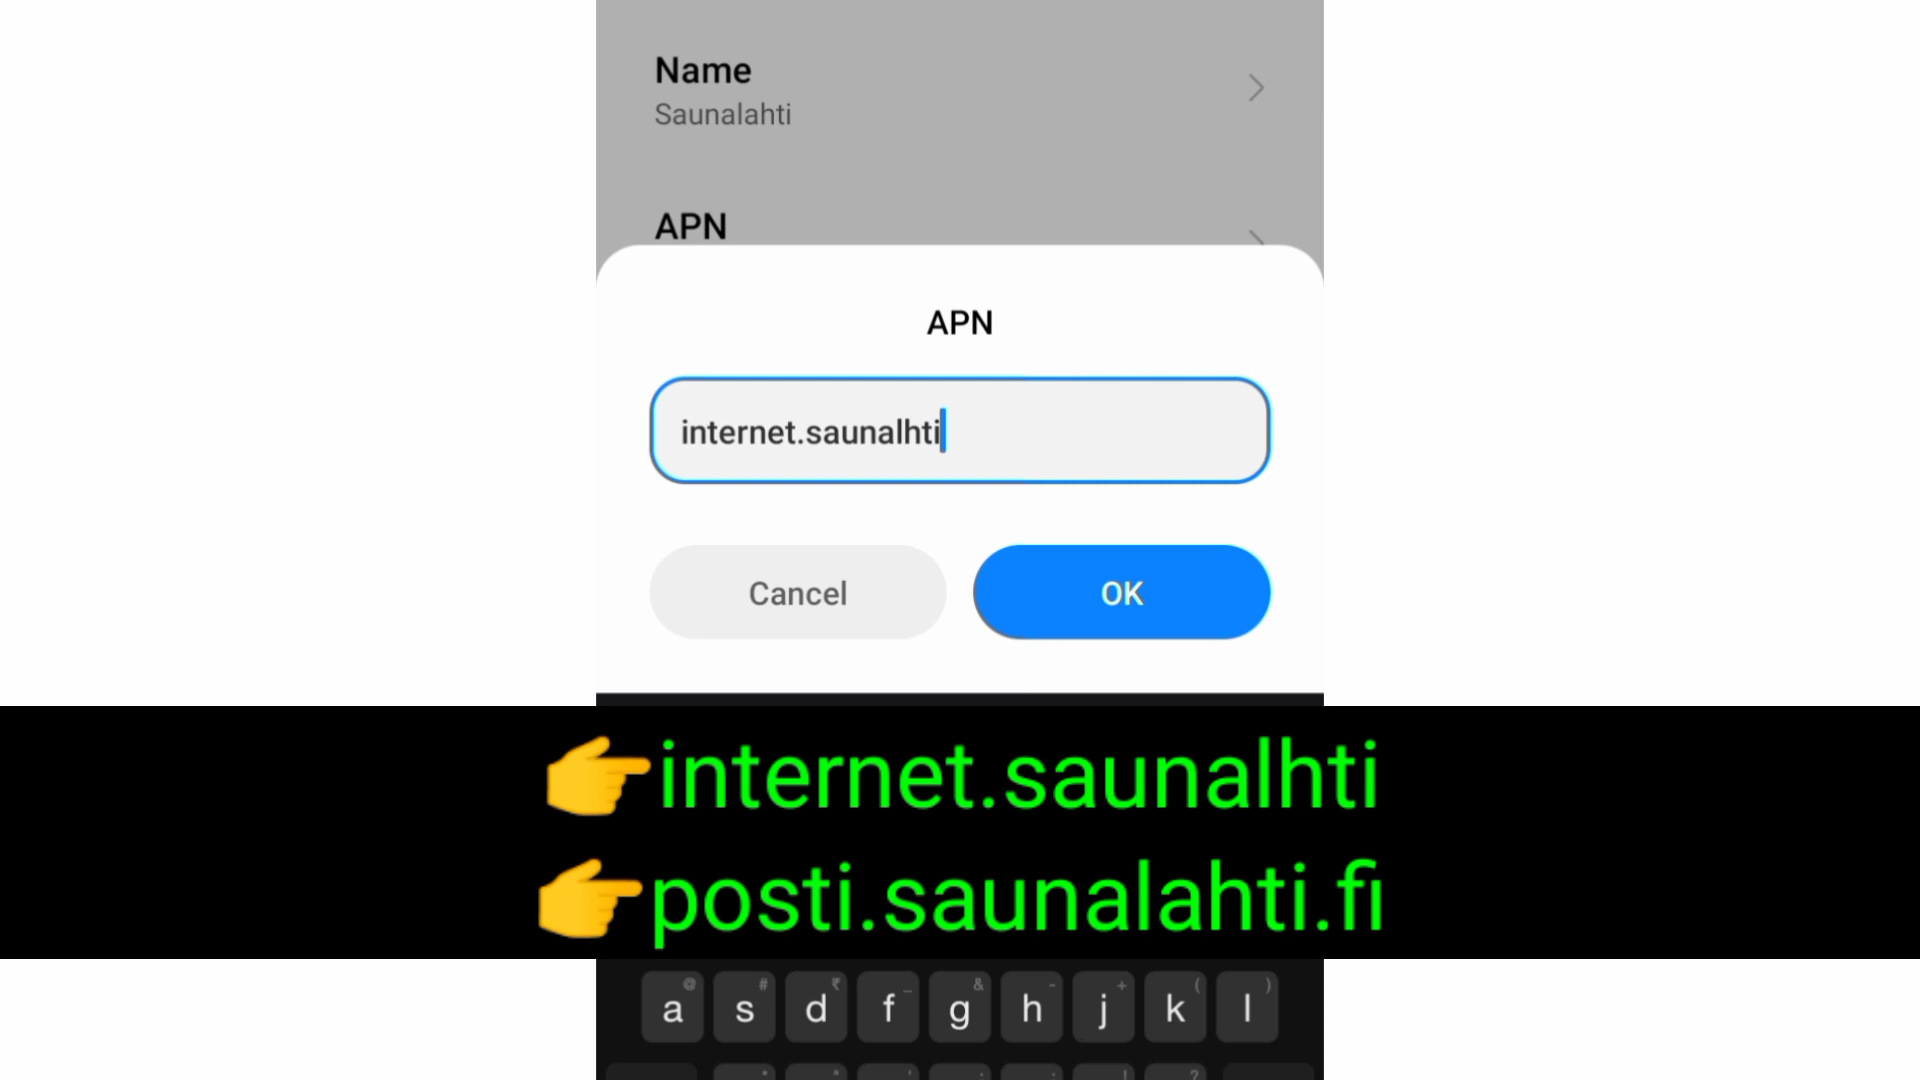 Name
Saunalahti
APN
APN
internet.saunalhti
Cancel
OK
👉internet.saunalhti
👉posti.saunalahti.fi
@ # ₹ _ & - + ( )
a s d f g h j k l